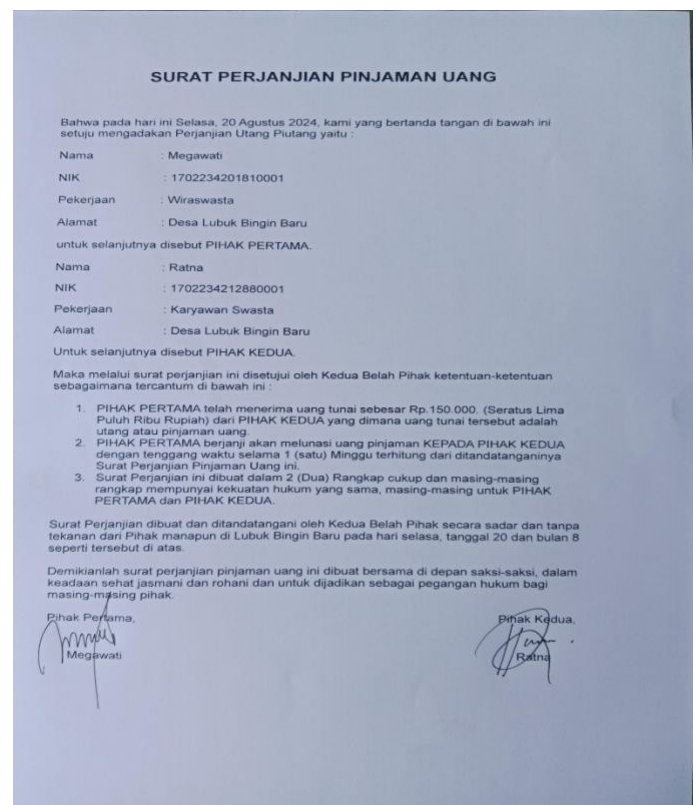 SURAT PERJANJIAN PINJAMAN UANG
Bahwa pada hari ini Selasa, 20 Agustus 2024, kami yang bertanda tangan di bawah ini
setuju mengadakan Perjanjian Utang Piutang yaitu :
Nama : Megawati
NIK : 1702234201810001
Pekerjaan : Wiraswasta
Alamat : Desa Lubuk Bingin Baru
untuk selanjutnya disebut PIHAK PERTAMA.
Nama : Ratna
NIK : 1702234212880001
Pekerjaan : Karyawan Swasta
Alamat : Desa Lubuk Bingin Baru
Untuk selanjutnya disebut PIHAK KEDUA.
Maka melalui surat perjanjian ini disetujui oleh Kedua Belah Pihak ketentuan-ketentuan
sebagaimana tercantum di bawah ini :
1. PIHAK PERTAMA telah menerima uang tunai sebesar Rp.150.000. (Seratus Lima
Puluh Ribu Rupiah) dari PIHAK KEDUA yang dimana uang tunai tersebut adalah
utang atau pinjaman uang.
2. PIHAK PERTAMA berjanji akan melunasi uang pinjaman KEPADA PIHAK KEDUA
dengan tenggang waktu selama 1 (satu) Minggu terhitung dari ditandatanganinya
Surat Perjanjian Pinjaman Uang ini.
3. Surat Perjanjian ini dibuat dalam 2 (Dua) Rangkap cukup dan masing-masing
rangkap mempunyai kekuatan hukum yang sama, masing-masing untuk PIHAK
PERTAMA dan PIHAK KEDUA.
Surat Perjanjian dibuat dan ditandatangani oleh Kedua Belah Pihak secara sadar dan tanpa
tekanan dari Pihak manapun di Lubuk Bingin Baru pada hari selasa, tanggal 20 dan bulan 8
seperti tersebut di atas.
Demikianlah surat perjanjian pinjaman uang ini dibuat bersama di depan saksi-saksi, dalam
keadaan sehat jasmani dan rohani dan untuk dijadikan sebagai pegangan hukum bagi
masing-masing pihak.
Pihak Pertama, Pihak Kedua,
Megawati Ratna